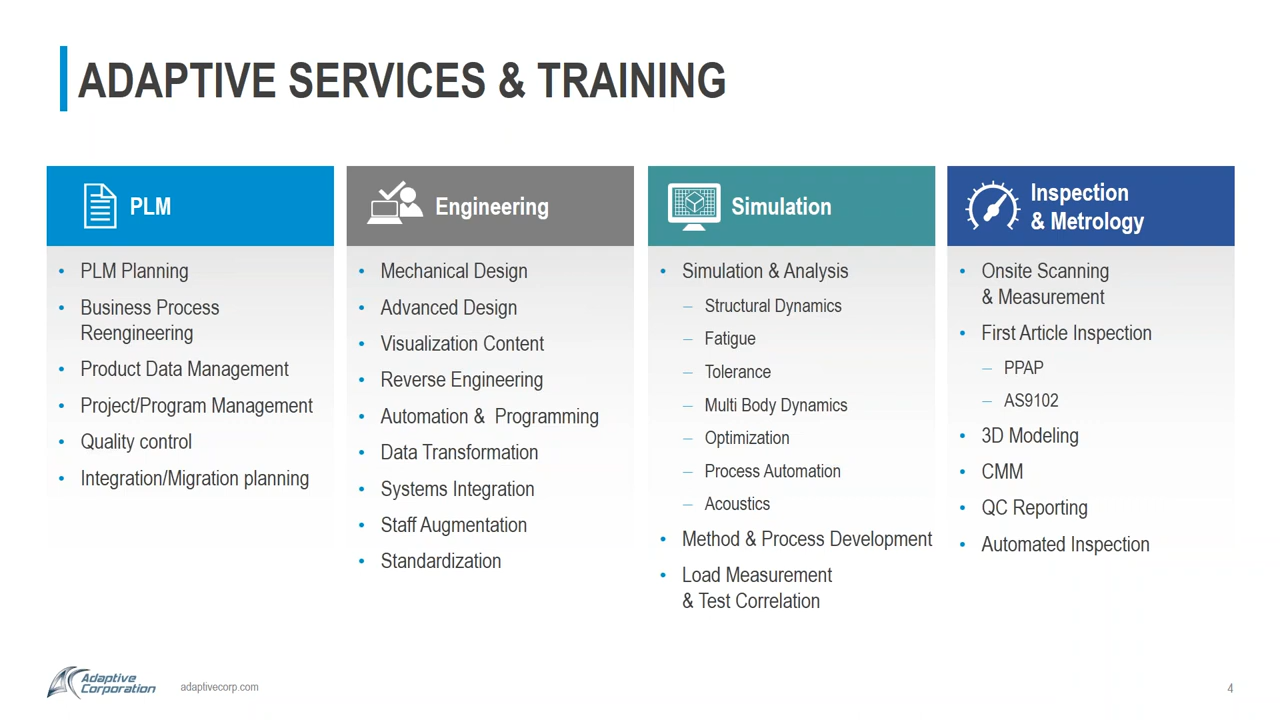 ADAPTIVE SERVICES & TRAINING
PLM
• PLM Planning
• Business Process
Reengineering
• Product Data Management
• Project/Program Management
• Quality control
• Integration/Migration planning
Engineering
• Mechanical Design
• Advanced Design
• Visualization Content
• Reverse Engineering
• Automation & Programming
• Data Transformation
• Systems Integration
• Staff Augmentation
• Standardization
Simulation
• Simulation & Analysis
– Structural Dynamics
– Fatigue
– Tolerance
– Multi Body Dynamics
– Optimization
– Process Automation
– Acoustics
• Method & Process Development
• Load Measurement
& Test Correlation
Inspection
& Metrology
• Onsite Scanning
& Measurement
• First Article Inspection
– PPAP
– AS9102
• 3D Modeling
• CMM
• QC Reporting
• Automated Inspection
Adaptive
Corporation
adaptivecorp.com
4